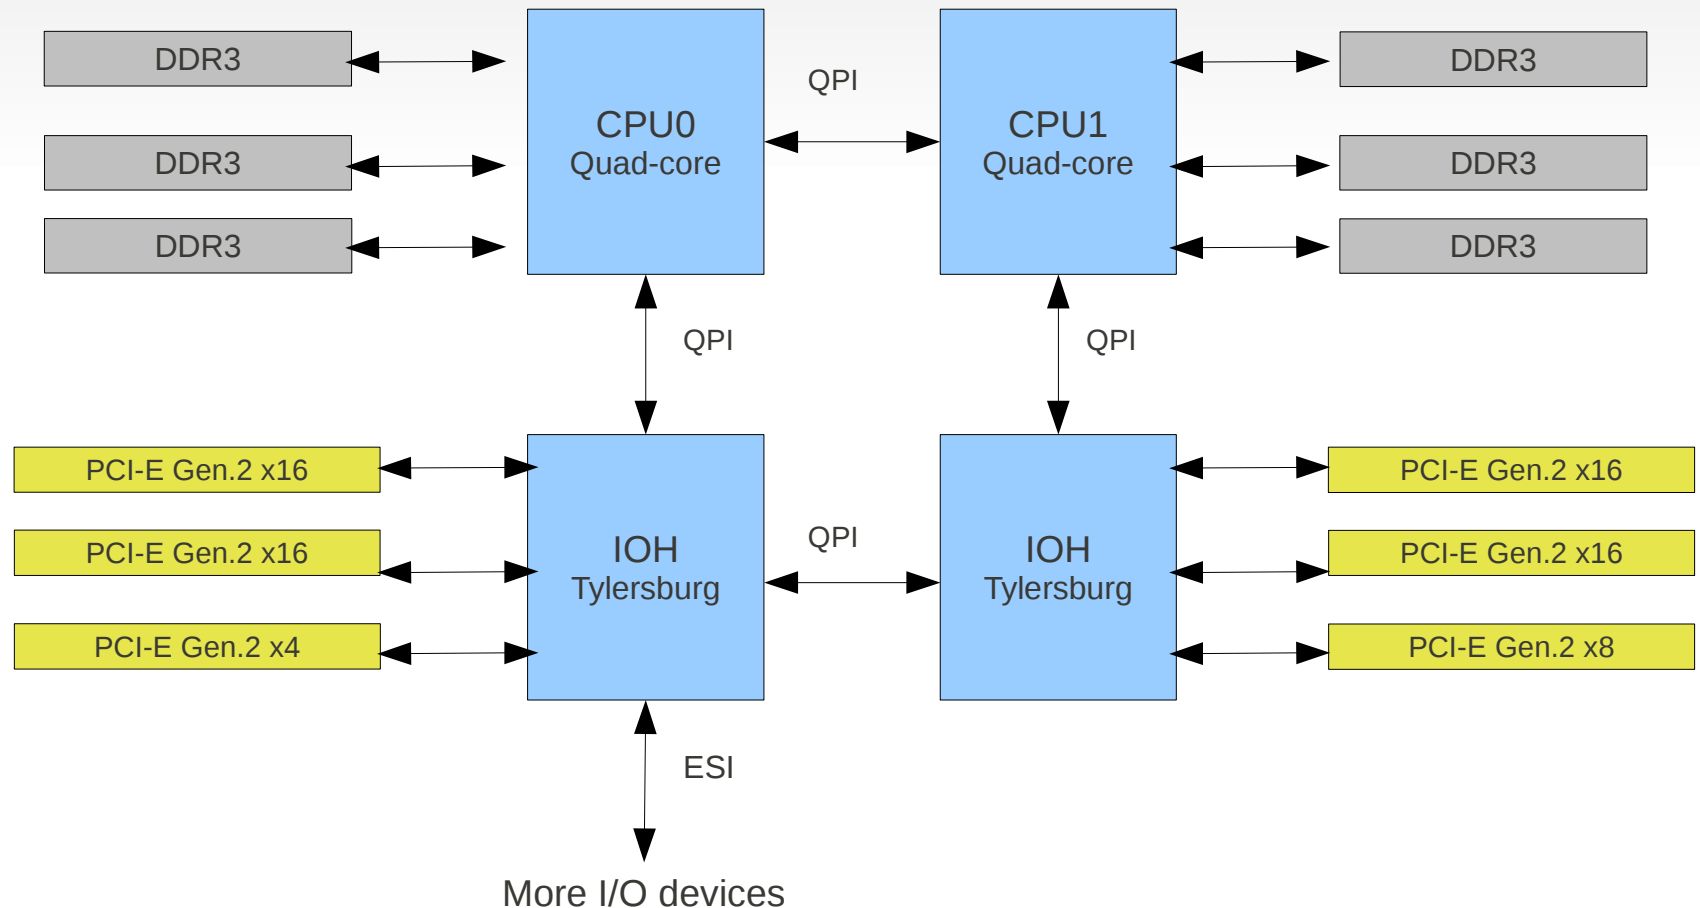 DDR3
DDR3
DDR3
CPU0
Quad-core
QPI
CPU1
Quad-core
DDR3
DDR3
DDR3
QPI
QPI
PCI-E Gen.2 x16
PCI-E Gen.2 x16
PCI-E Gen.2 x4
IOH
Tylersburg
QPI
IOH
Tylersburg
PCI-E Gen.2 x16
PCI-E Gen.2 x16
PCI-E Gen.2 x8
ESI
More I/O devices